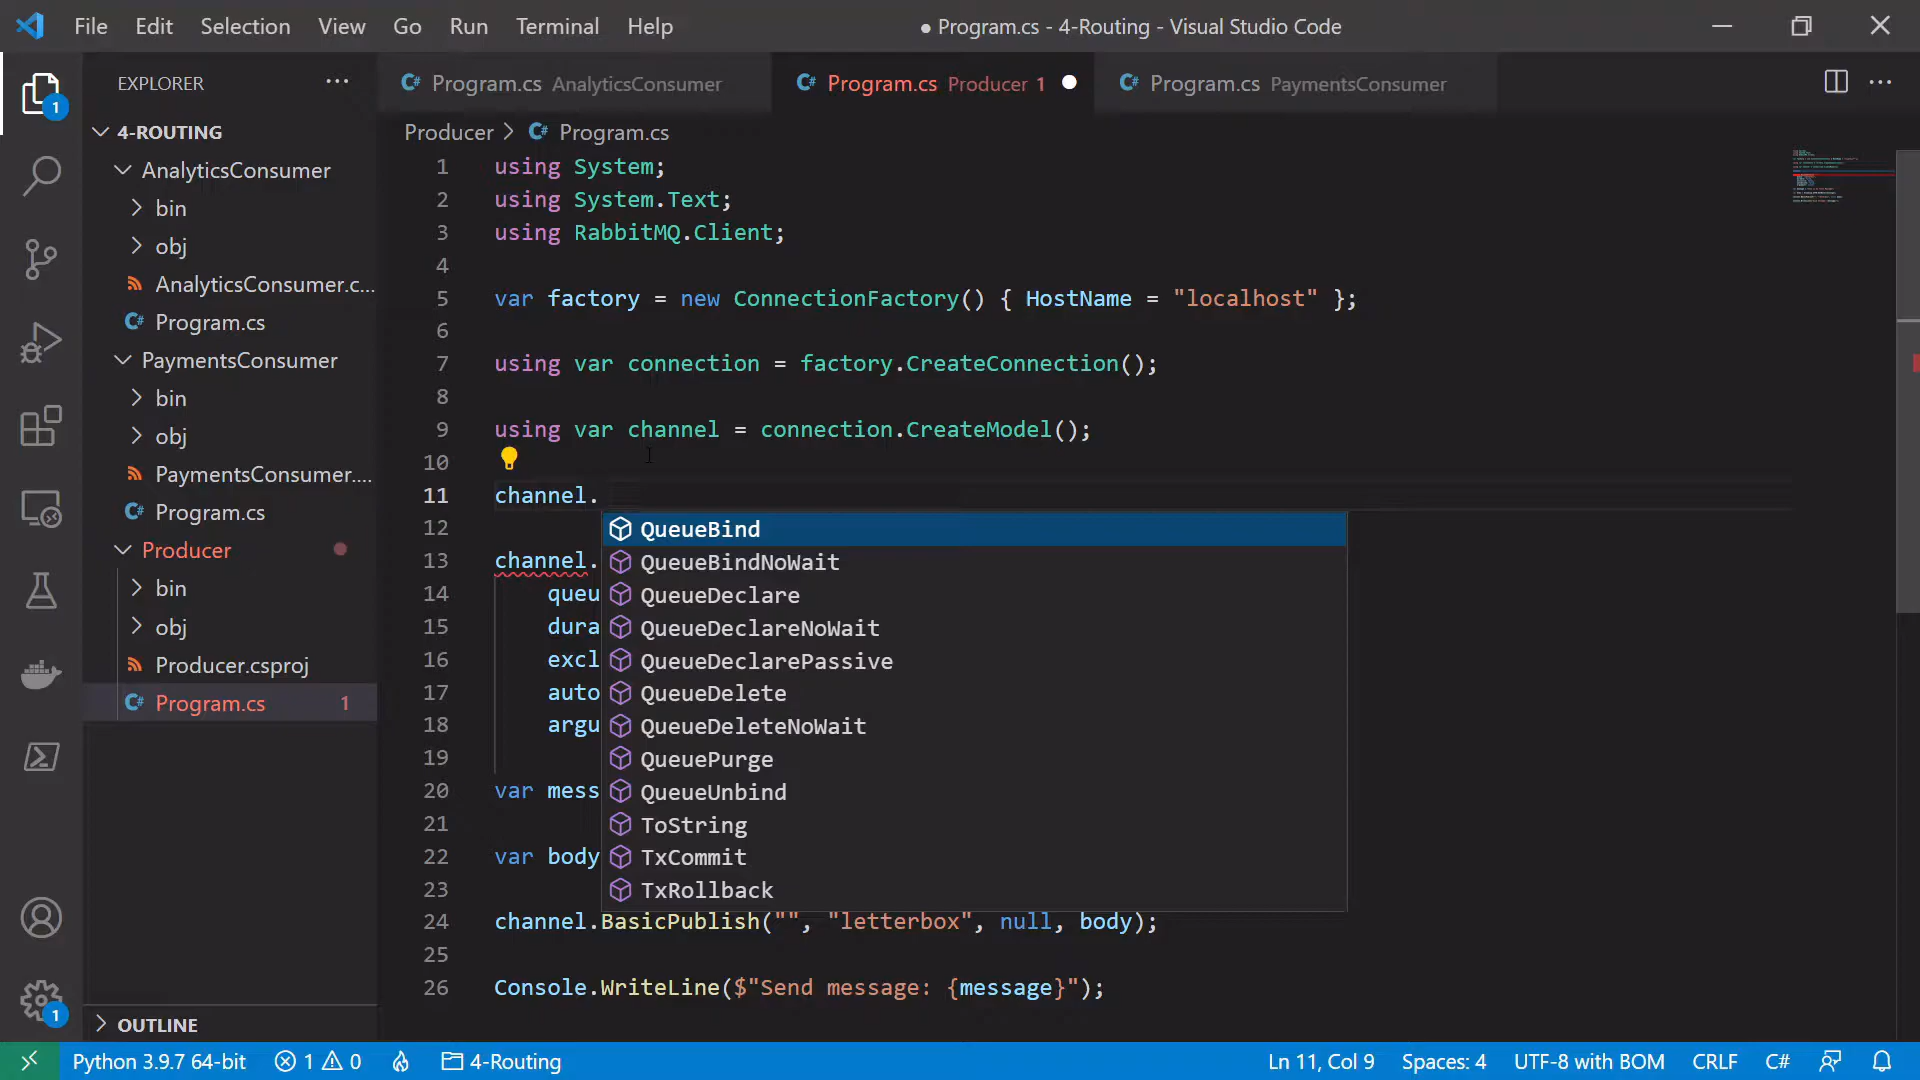 File Edit Selection View Go Run Terminal Help
● Program.cs - 4-Routing - Visual Studio Code
EXPLORER
Program.cs AnalyticsConsumer
Program.cs Producer 1
Program.cs PaymentsConsumer
1
4-ROUTING
AnalyticsConsumer
bin
obj
AnalyticsConsumer.c...
Program.cs
PaymentsConsumer
bin
obj
PaymentsConsumer....
Program.cs
Producer
bin
obj
Producer.csproj
Program.cs 1
OUTLINE
Producer > Program.cs
1 using System;
2 using System.Text;
3 using RabbitMQ.Client;
4
5 var factory = new ConnectionFactory() { HostName = "localhost" };
6
7 using var connection = factory.CreateConnection();
8
9 using var channel = connection.CreateModel();
10
11 channel.
12
13 channel.
14 queu
15 dura
16 excl
17 auto
18 argu
19
20 var mess
21
22 var body
23
24 channel.BasicPublish("", "letterbox", null, body);
25
26 Console.WriteLine($"Send message: {message}");
QueueBind
QueueBindNoWait
QueueDeclare
QueueDeclareNoWait
QueueDeclarePassive
QueueDelete
QueueDeleteNoWait
QueuePurge
QueueUnbind
ToString
TxCommit
TxRollback
1
Python 3.9.7 64-bit 1 0 4-Routing Ln 11, Col 9 Spaces: 4 UTF-8 with BOM CRLF C#